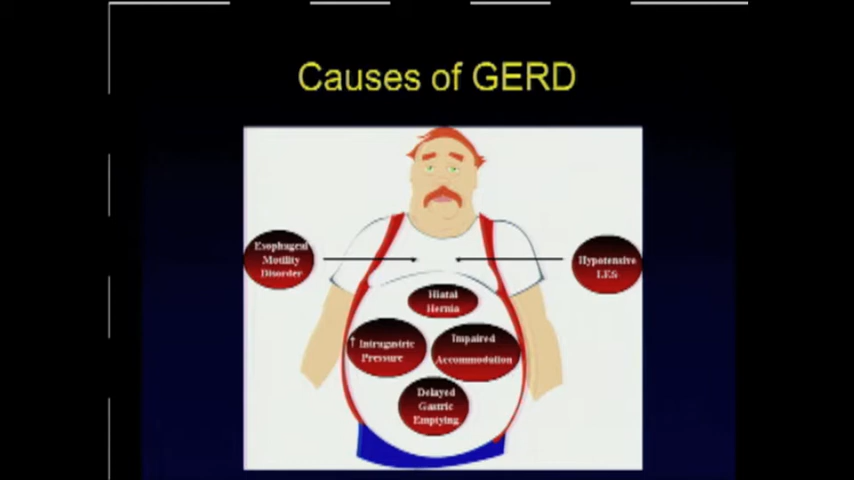 Causes of GERD
Esophageal
Motility
Disorder
Hypotensive
LES
Hiatal
Hernia
↑ Intragastric
Pressure
Impaired
Accommodation
Delayed
Gastric
Emptying